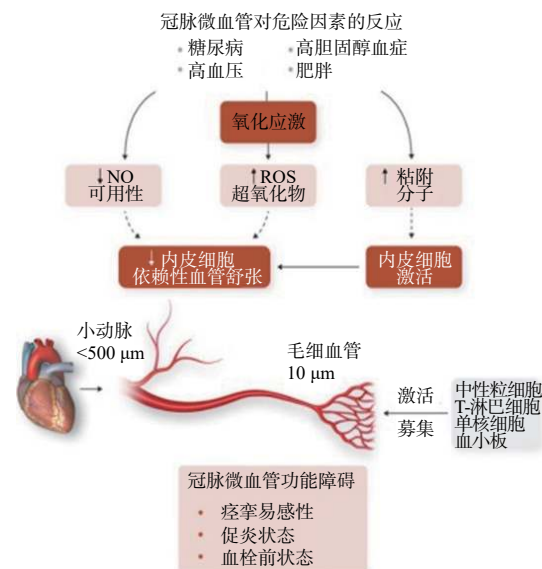 冠脉微血管对危险因素的反应
糖尿病 高胆固醇血症
高血压 肥胖
氧化应激
↓NO
可用性
↑ROS
超氧化物
↑ 粘附
分子
↓ 内皮细胞
依赖性血管舒张
内皮细胞
激活
小动脉
<500 μm
毛细血管
10 μm
激活
募集
中性粒细胞
T-淋巴细胞
单核细胞
血小板
冠脉微血管功能障碍
• 痉挛易感性
• 促炎状态
• 血栓前状态